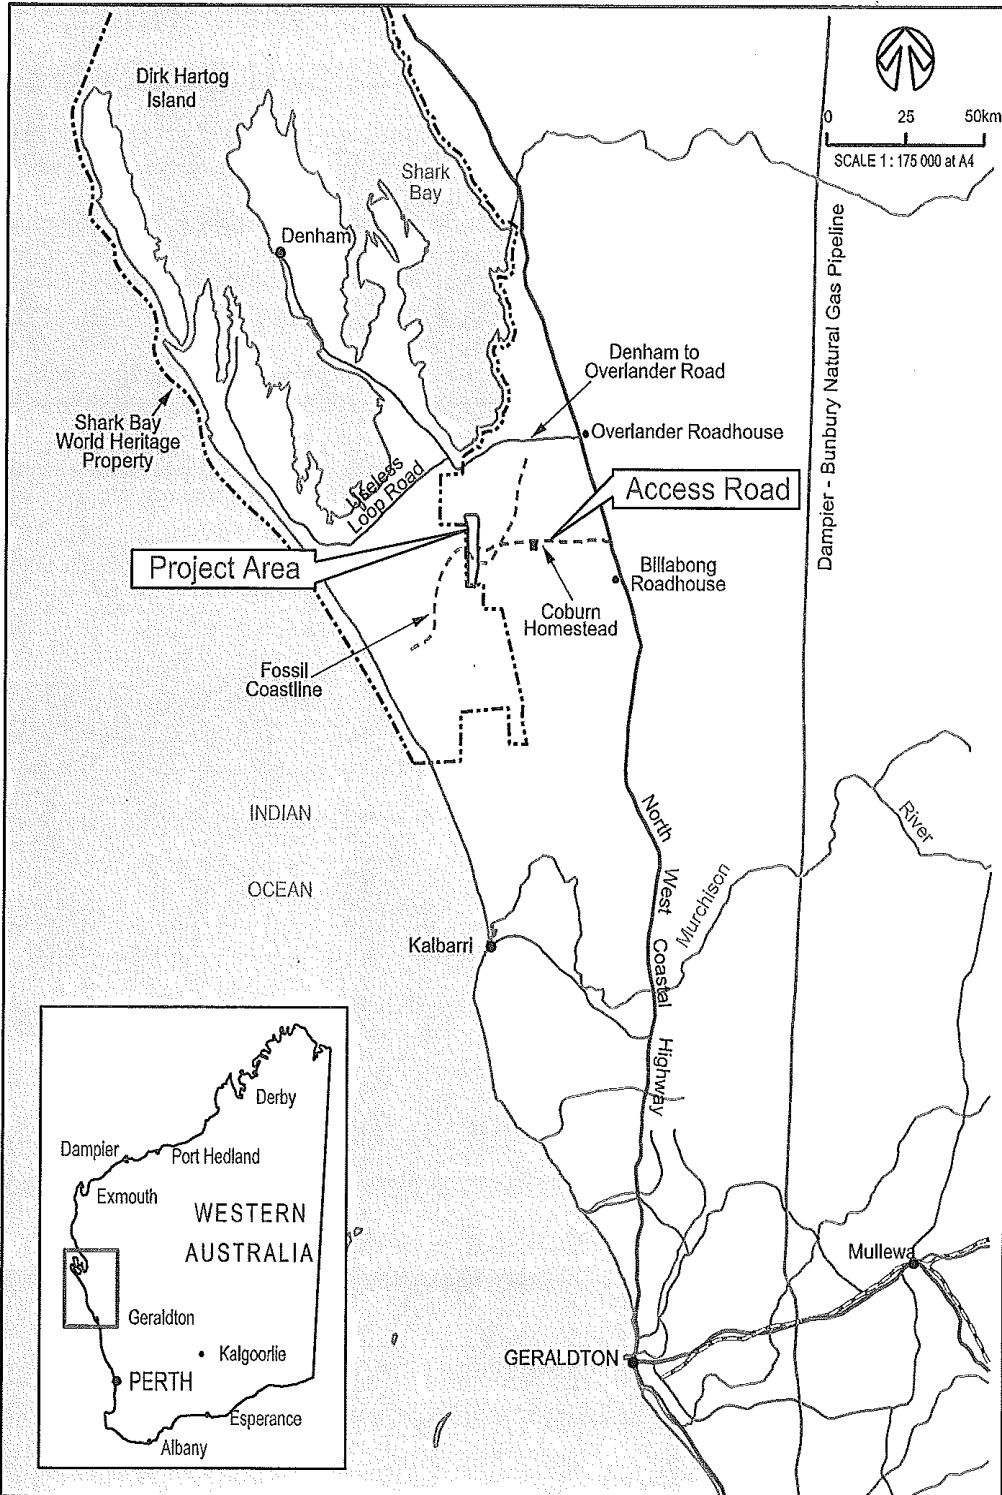 Dirk Hartog
Island
0 25 50km
SCALE 1 : 175 000 at A4
Shark
Bay
Denham
Dampier - Bunbury Natural Gas Pipeline
Denham to
Overlander Road
Shark Bay
World Heritage
Property
Overlander Roadhouse
Useless
Loop Road
Access Road
Project Area
Billabong
Roadhouse
Coburn
Homestead
Fossil
Coastline
INDIAN
OCEAN
North West Coastal Highway
Murchison
River
Kalbarri
Derby
Dampier
Port Hedland
Exmouth
WESTERN
AUSTRALIA
Geraldton
Kalgoorlie
PERTH
Esperance
Albany
Mullewa
GERALDTON